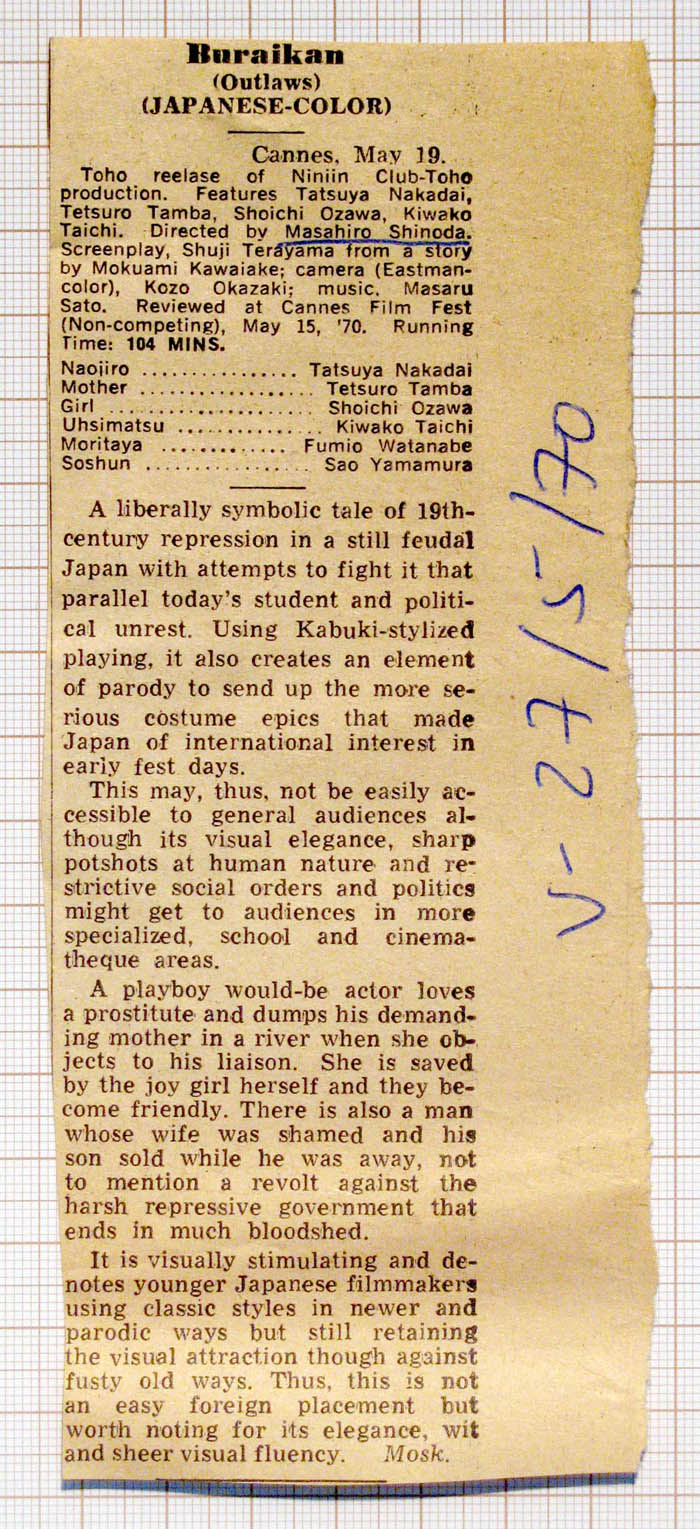 Buraikan
(Outlaws)
(JAPANESE-COLOR)
Cannes, May 19.
Toho reelase of Niniin Club-Toho
production. Features Tatsuya Nakadai,
Tetsuro Tamba, Shoichi Ozawa, Kiwako
Taichi. Directed by Masahiro Shinoda.
Screenplay, Shuji Terayama from a story
by Mokuami Kawaiake; camera (Eastman-
color), Kozo Okazaki; music, Masaru
Sato. Reviewed at Cannes Film Fest
(Non-competing), May 15, '70. Running
Time: 104 MINS.
Naojiro ................ Tatsuya Nakadai
Mother .................. Tetsuro Tamba
Girl ..................... Shoichi Ozawa
Uhsimatsu ............... Kiwako Taichi
Moritaya ............. Fumio Watanabe
Soshun ................. Sao Yamamura
A liberally symbolic tale of 19th-
century repression in a still feudal
Japan with attempts to fight it that
parallel today's student and politi-
cal unrest. Using Kabuki-stylized
playing, it also creates an element
of parody to send up the more se-
rious costume epics that made
Japan of international interest in
early fest days.
This may, thus, not be easily ac-
cessible to general audiences al-
though its visual elegance, sharp
potshots at human nature and re-
strictive social orders and politics
might get to audiences in more
specialized, school and cinema-
theque areas.
A playboy would-be actor loves
a prostitute and dumps his demand-
ing mother in a river when she ob-
jects to his liaison. She is saved
by the joy girl herself and they be-
come friendly. There is also a man
whose wife was shamed and his
son sold while he was away, not
to mention a revolt against the
harsh repressive government that
ends in much bloodshed.
It is visually stimulating and de-
notes younger Japanese filmmakers
using classic styles in newer and
parodic ways but still retaining
the visual attraction though against
fusty old ways. Thus, this is not
an easy foreign placement but
worth noting for its elegance, wit
and sheer visual fluency. Mosk.
V- 27/5-/70